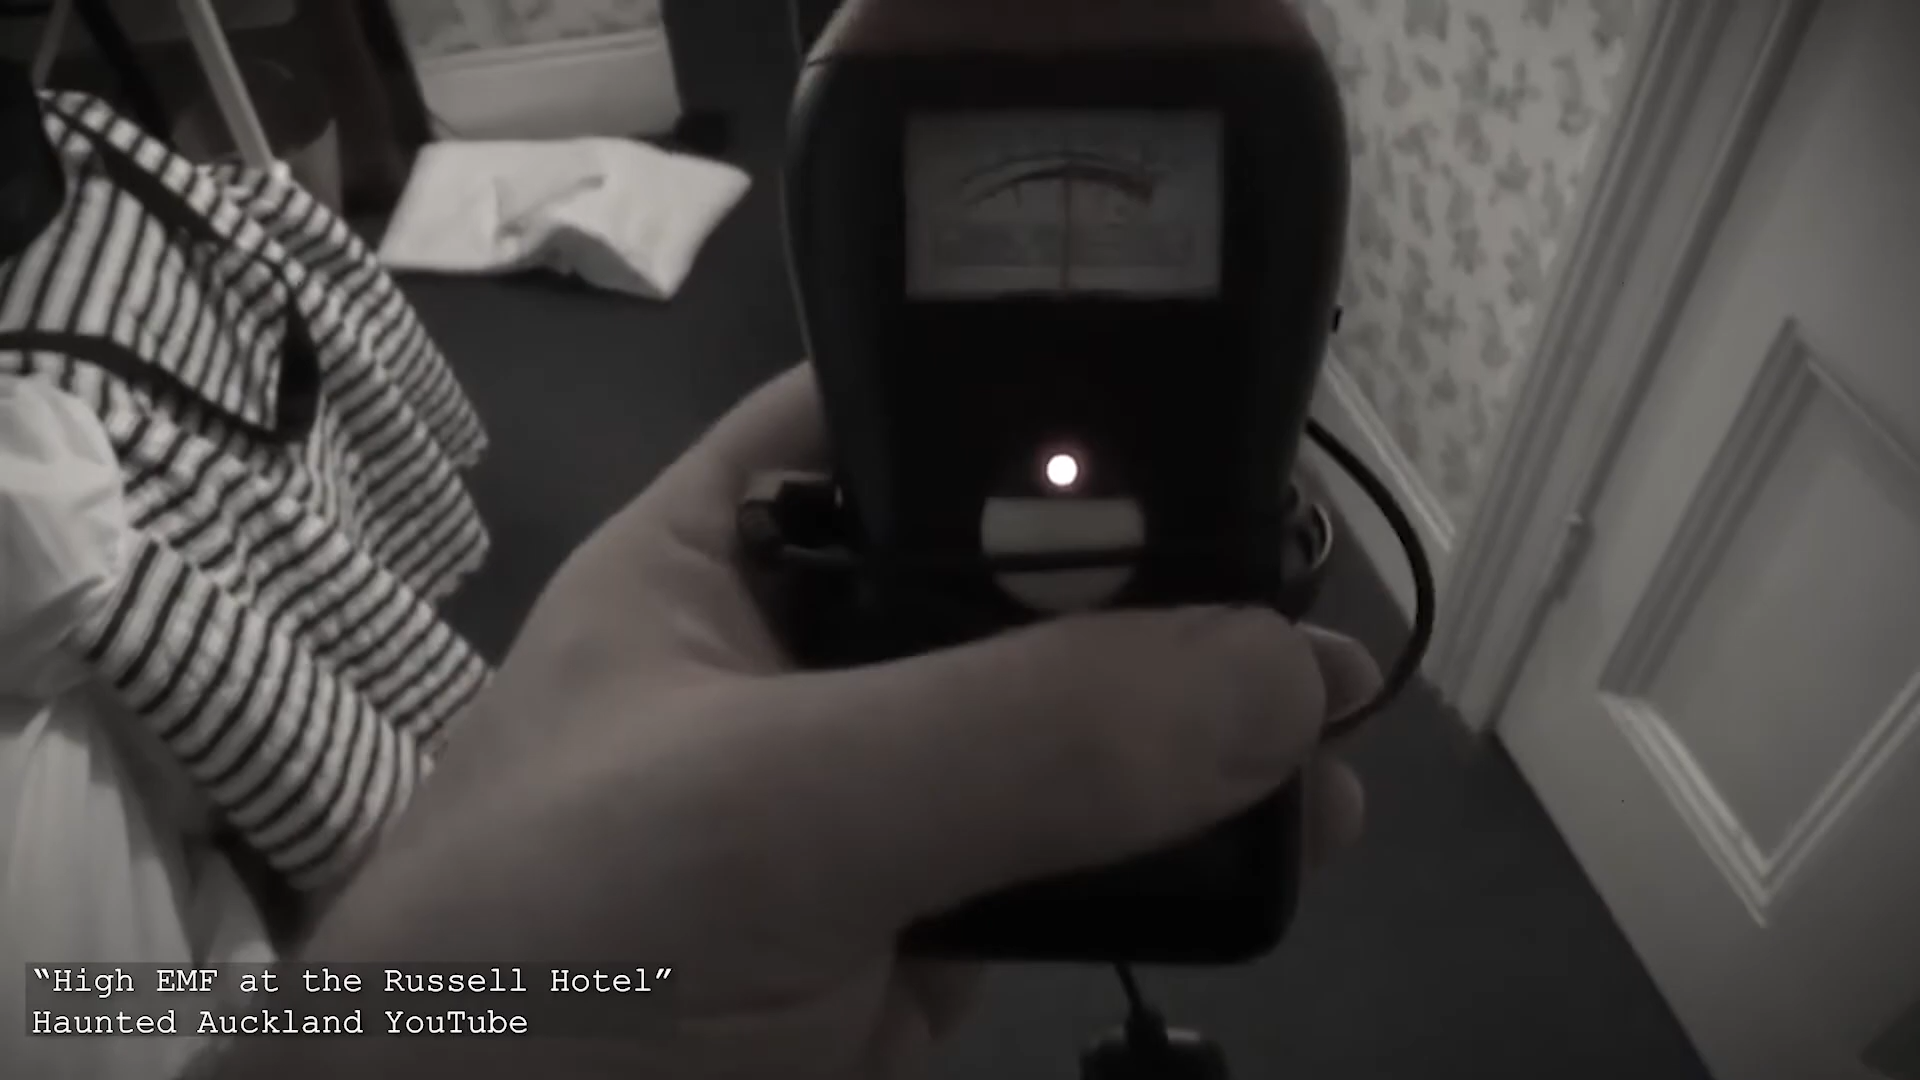 “High EMF at the Russell Hotel”
Haunted Auckland YouTube